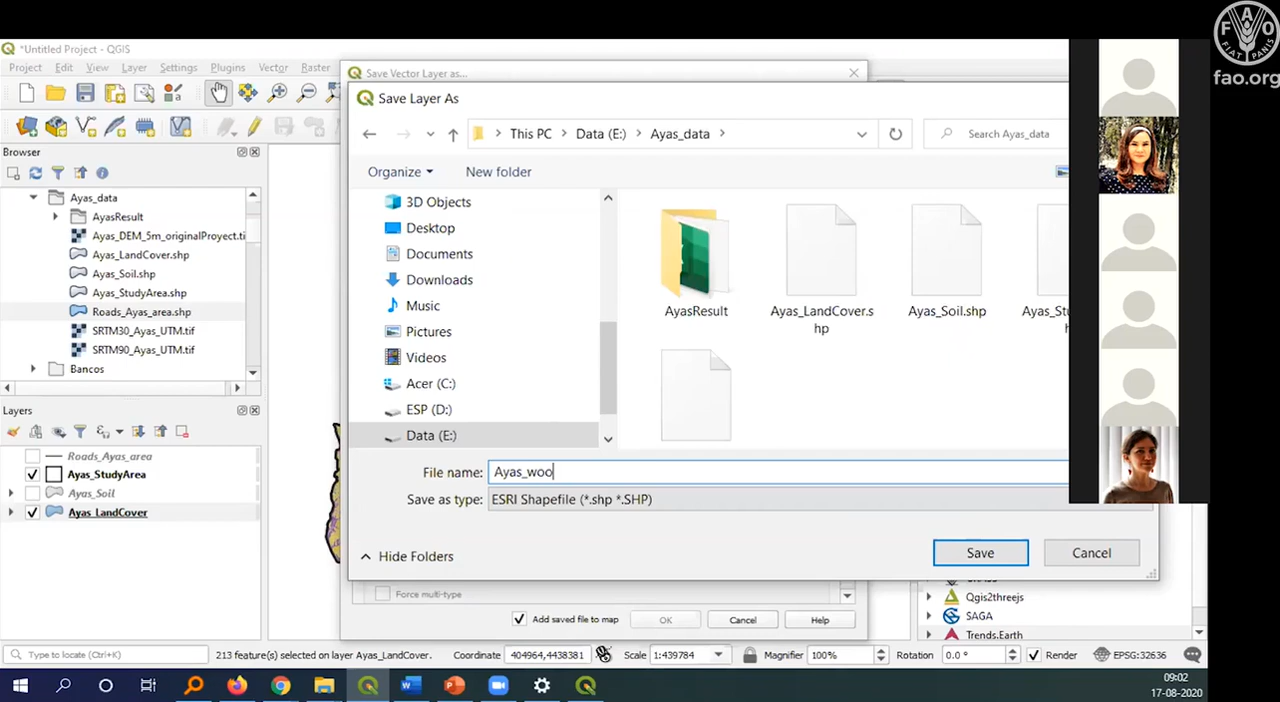 *Untitled Project - QGIS
Project Edit View Layer Settings Plugins Vector Raster
Save Vector Layer as...
Save Layer As
This PC > Data (E:) > Ayas_data >
Search Ayas_data
Organize
New folder
Browser
Ayas_data
AyasResult
Ayas_DEM_5m_originalProyect.ti
Ayas_LandCover.shp
Ayas_Soil.shp
Ayas_StudyArea.shp
Roads_Ayas_area.shp
SRTM30_Ayas_UTM.tif
SRTM90_Ayas_UTM.tif
Bancos
3D Objects
Desktop
Documents
Downloads
Music
Pictures
Videos
Acer (C:)
ESP (D:)
Data (E:)
AyasResult
Ayas_LandCover.s
hp
Ayas_Soil.shp
Ayas_Stu
Layers
Roads_Ayas_area
Ayas_StudyArea
Ayas_Soil
Ayas_LandCover
File name: Ayas_woo
Save as type: ESRI Shapefile (*.shp *.SHP)
Hide Folders
Save
Cancel
Force multi-type
Add saved file to map
OK
Cancel
Help
Qgis2threejs
SAGA
Trends.Earth
Type to locate (Ctrl+K)
213 feature(s) selected on layer Ayas_LandCover.
Coordinate 404964,4438381
Scale 1:439784
Magnifier 100%
Rotation 0.0 °
Render
EPSG:32636
09:02
17-08-2020
FAO
FIAT PANIS
fao.org